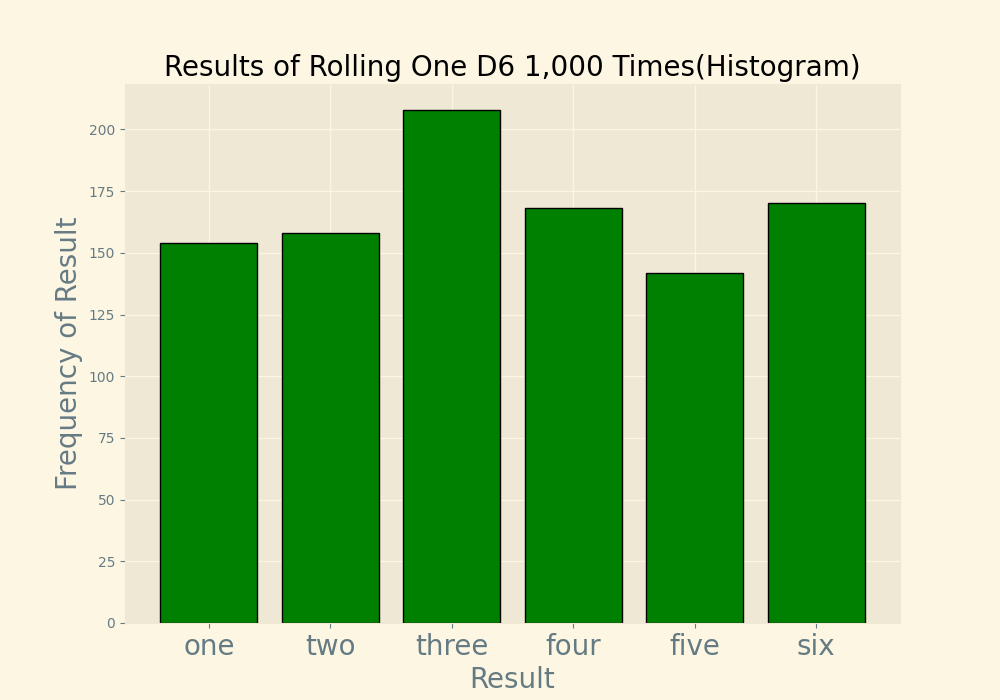 Results of Rolling One D6 1,000 Times(Histogram)
Frequency of Result
200
175
150
125
100
75
50
25
0
one two three four five six
Result